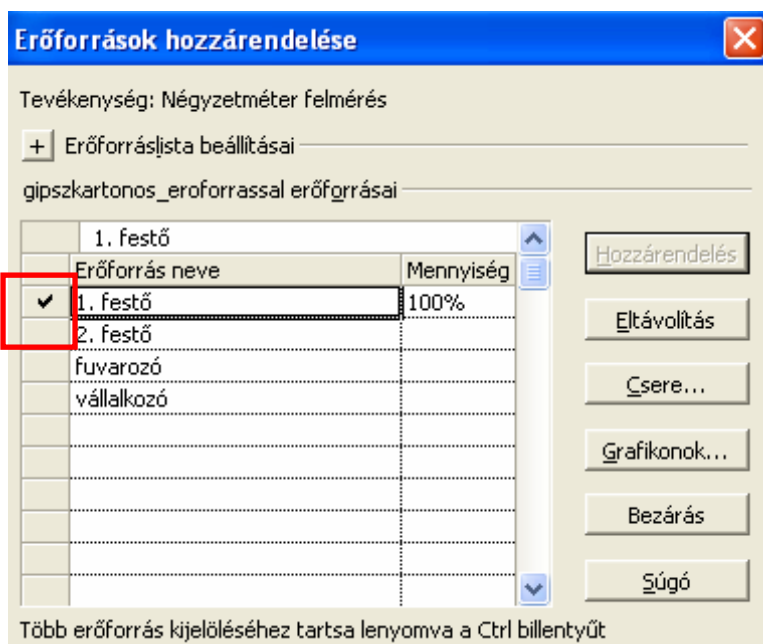 Erőforrások hozzárendelése
Tevékenység: Négyzetméter felmérés
+ Erőforráslista beállításai
gipszkartonos_eroforrassal erőforrásai
1. festő
Hozzárendelés
Erőforrás neve Mennyiség
1. festő 100%
Eltávolítás
2. festő
fuvarozó
Csere...
vállalkozó
Grafikonok...
Bezárás
Súgó
Több erőforrás kijelöléséhez tartsa lenyomva a Ctrl billentyűt